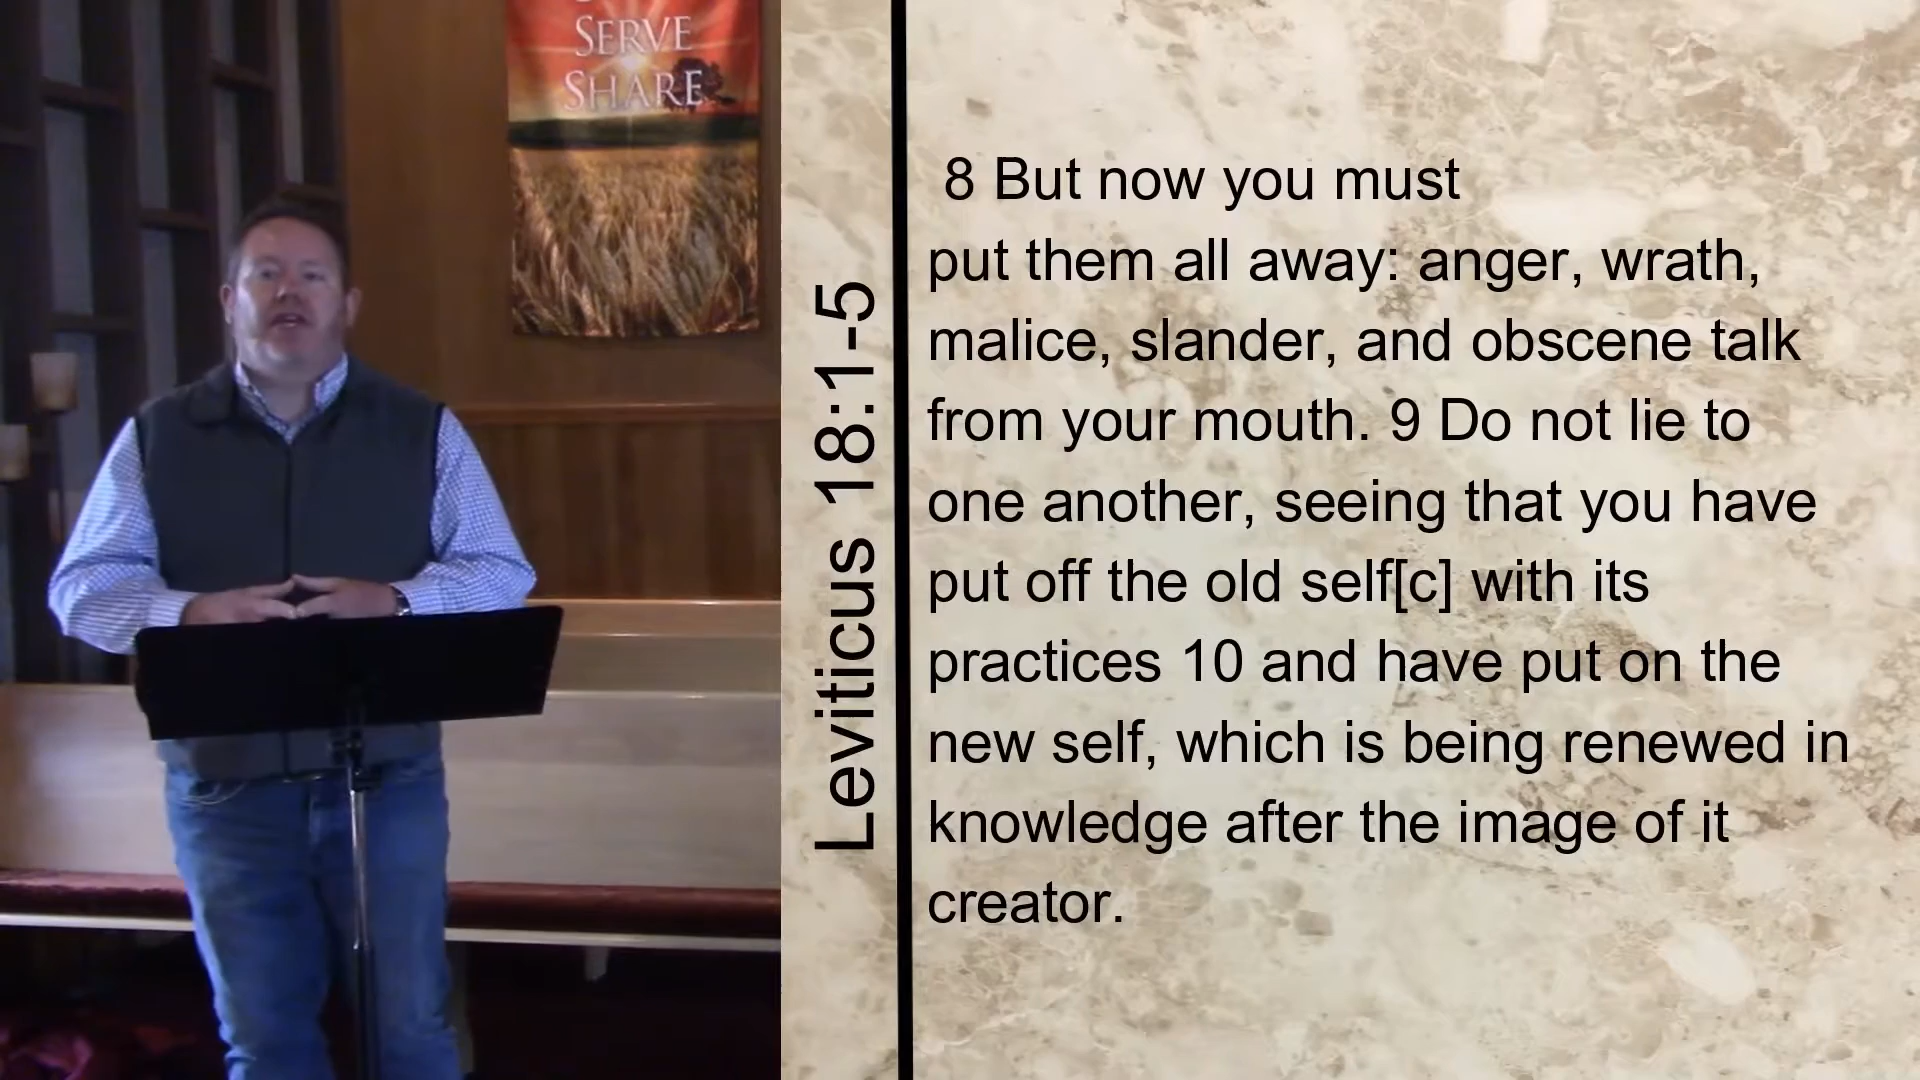 SERVE
SHARE
Leviticus 18:1-5
8 But now you must
put them all away: anger, wrath,
malice, slander, and obscene talk
from your mouth. 9 Do not lie to
one another, seeing that you have
put off the old self[c] with its
practices 10 and have put on the
new self, which is being renewed in
knowledge after the image of it
creator.